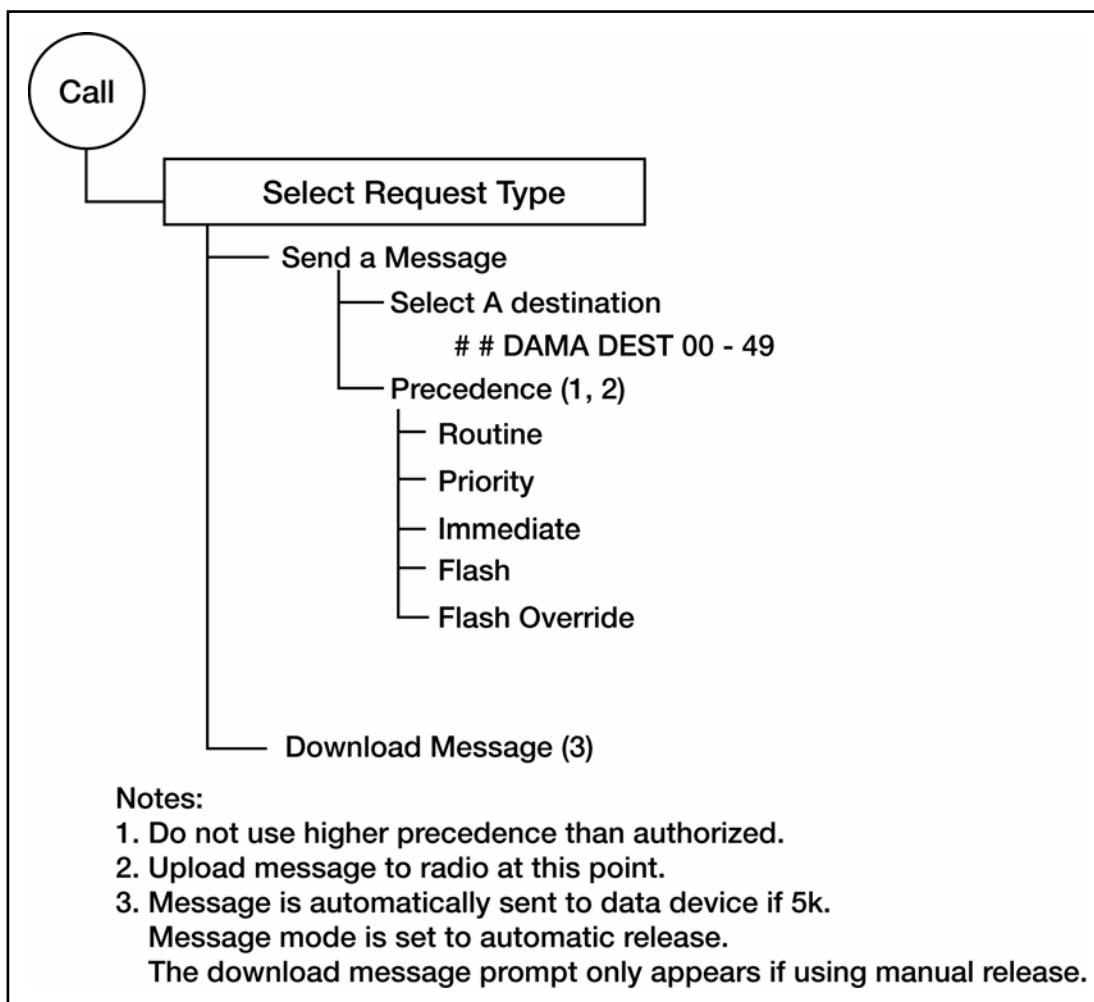 Call
Select Request Type
Send a Message
Select A destination
# # DAMA DEST 00 - 49
Precedence (1, 2)
Routine
Priority
Immediate
Flash
Flash Override
Download Message (3)
Notes:
1. Do not use higher precedence than authorized.
2. Upload message to radio at this point.
3. Message is automatically sent to data device if 5k.
Message mode is set to automatic release.
The download message prompt only appears if using manual release.